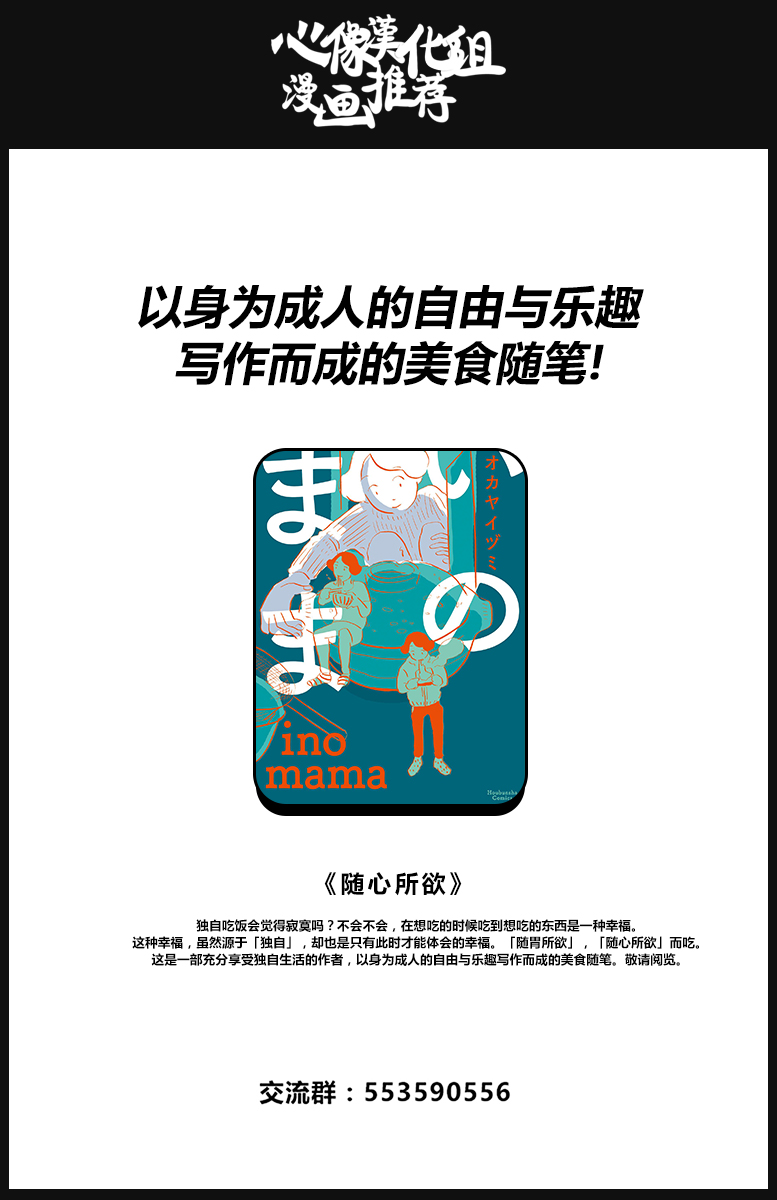 心像漢化组
漫画推荐
以身为成人的自由与乐趣
写作而成的美食随笔!
いの
まま
オカヤイヅミ
ino
mama
Houbunsha
Comics
《随心所欲》
独自吃饭会觉得寂寞吗？不会不会，在想吃的时候吃到想吃的东西是一种幸福。
这种幸福，虽然源于「独自」，却也是只有此时才能体会的幸福。「随胃所欲」，「随心所欲」而吃。
这是一部充分享受独自生活的作者，以身为成人的自由与乐趣写作而成的美食随笔。敬请阅览。
交流群：553590556